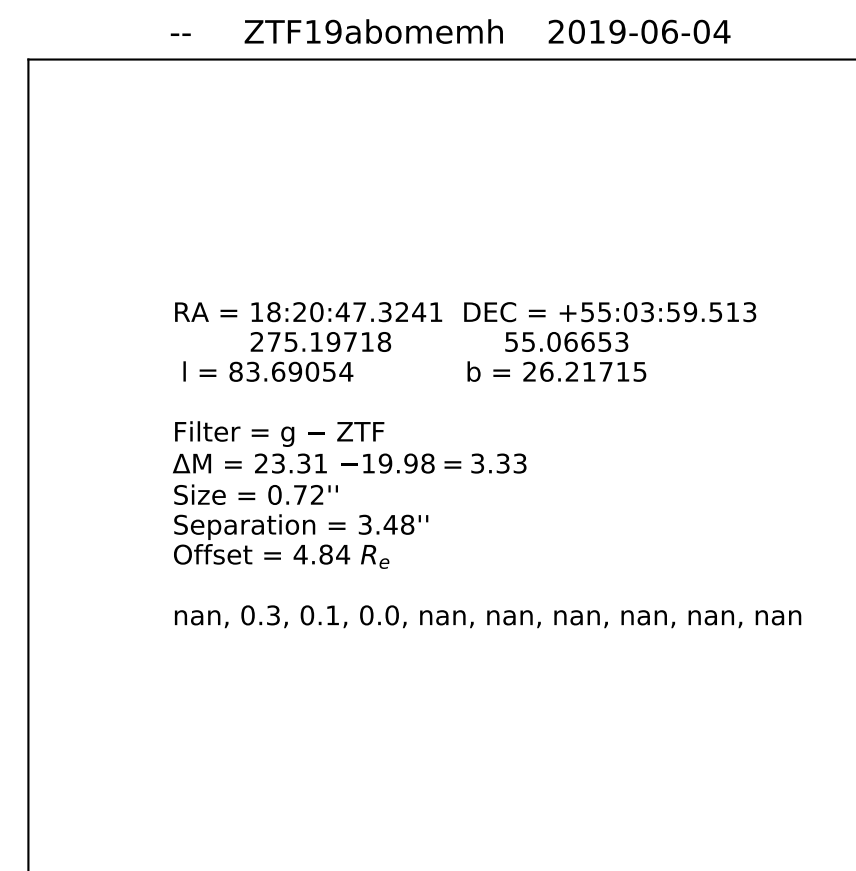 -- ZTF19abomemh 2019-06-04
RA = 18:20:47.3241 DEC = +55:03:59.513
275.19718 55.06653
l = 83.69054 b = 26.21715
Filter = g − ZTF
ΔM = 23.31 −19.98 = 3.33
Size = 0.72''
Separation = 3.48''
Offset = 4.84 Re
nan, 0.3, 0.1, 0.0, nan, nan, nan, nan, nan, nan